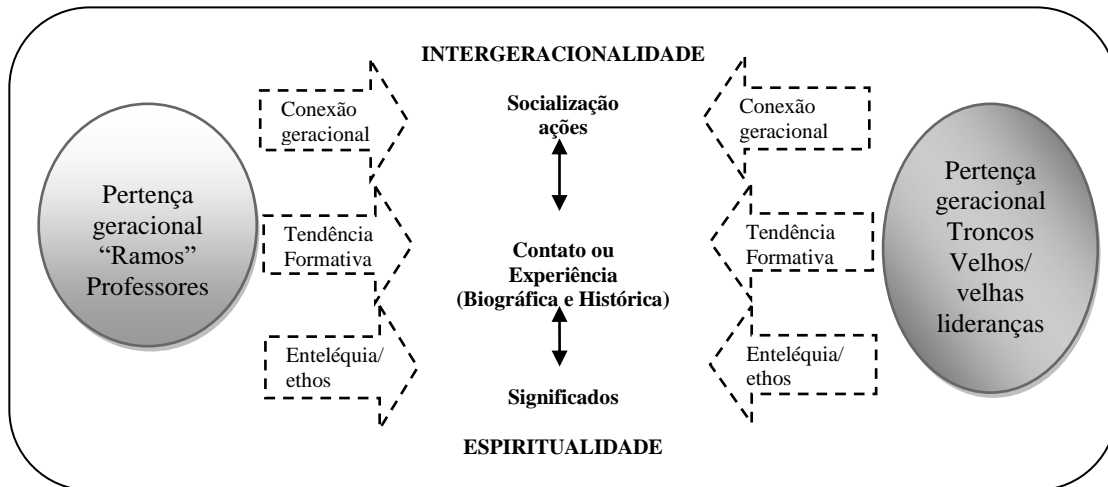 INTERGERACIONALIDADE
Pertença
geracional
“Ramos”
Professores
Conexão
geracional
Tendência
Formativa
Enteléquia/
ethos
Socialização
ações
Contato ou
Experiência
(Biográfica e Histórica)
Significados
Conexão
geracional
Tendência
Formativa
Enteléquia/
ethos
Pertença
geracional
Troncos
Velhos/
velhas
lideranças
ESPIRITUALIDADE